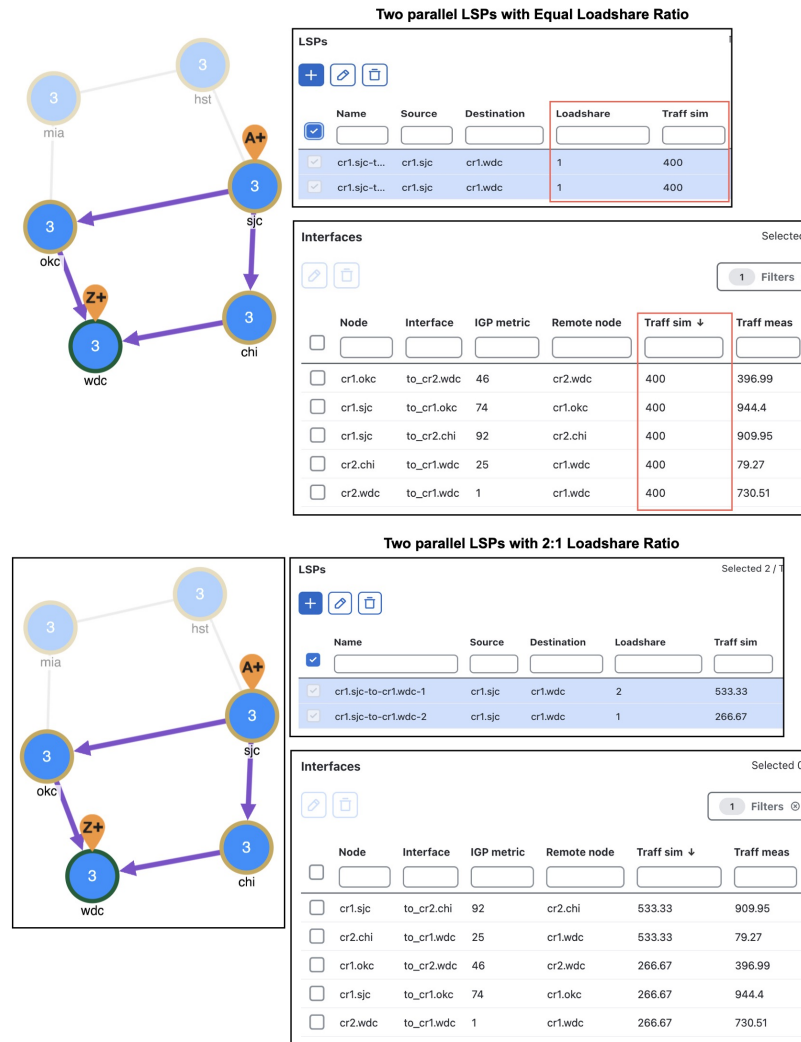 Two parallel LSPs with Equal Loadshare Ratio
3
hst
3
mia
A+
3
sjc
3
okc
Z+
3
wdc
3
chi
LSPs
Name Source Destination Loadshare Traff sim
cr1.sjc-t... cr1.sjc cr1.wdc 1 400
cr1.sjc-t... cr1.sjc cr1.wdc 1 400
Interfaces Selected
1 Filters
Node Interface IGP metric Remote node Traff sim ↓ Traff meas
cr1.okc to_cr2.wdc 46 cr2.wdc 400 396.99
cr1.sjc to_cr1.okc 74 cr1.okc 400 944.4
cr1.sjc to_cr2.chi 92 cr2.chi 400 909.95
cr2.chi to_cr1.wdc 25 cr1.wdc 400 79.27
cr2.wdc to_cr1.wdc 1 cr1.wdc 400 730.51
Two parallel LSPs with 2:1 Loadshare Ratio
3
hst
3
mia
A+
3
sjc
3
okc
Z+
3
wdc
3
chi
LSPs Selected 2 / T
Name Source Destination Loadshare Traff sim
cr1.sjc-to-cr1.wdc-1 cr1.sjc cr1.wdc 2 533.33
cr1.sjc-to-cr1.wdc-2 cr1.sjc cr1.wdc 1 266.67
Interfaces Selected 0
1 Filters
Node Interface IGP metric Remote node Traff sim ↓ Traff meas
cr1.sjc to_cr2.chi 92 cr2.chi 533.33 909.95
cr2.chi to_cr1.wdc 25 cr1.wdc 533.33 79.27
cr1.okc to_cr2.wdc 46 cr2.wdc 266.67 396.99
cr1.sjc to_cr1.okc 74 cr1.okc 266.67 944.4
cr2.wdc to_cr1.wdc 1 cr1.wdc 266.67 730.51